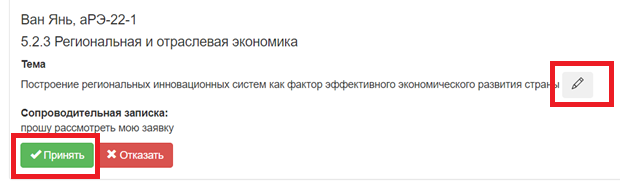 Ван Янь, аРЭ-22-1
5.2.3 Региональная и отраслевая экономика
Тема
Построение региональных инновационных систем как фактор эффективного экономического развития страны
Сопроводительная записка:
прошу рассмотреть мою заявку
Принять Отказать